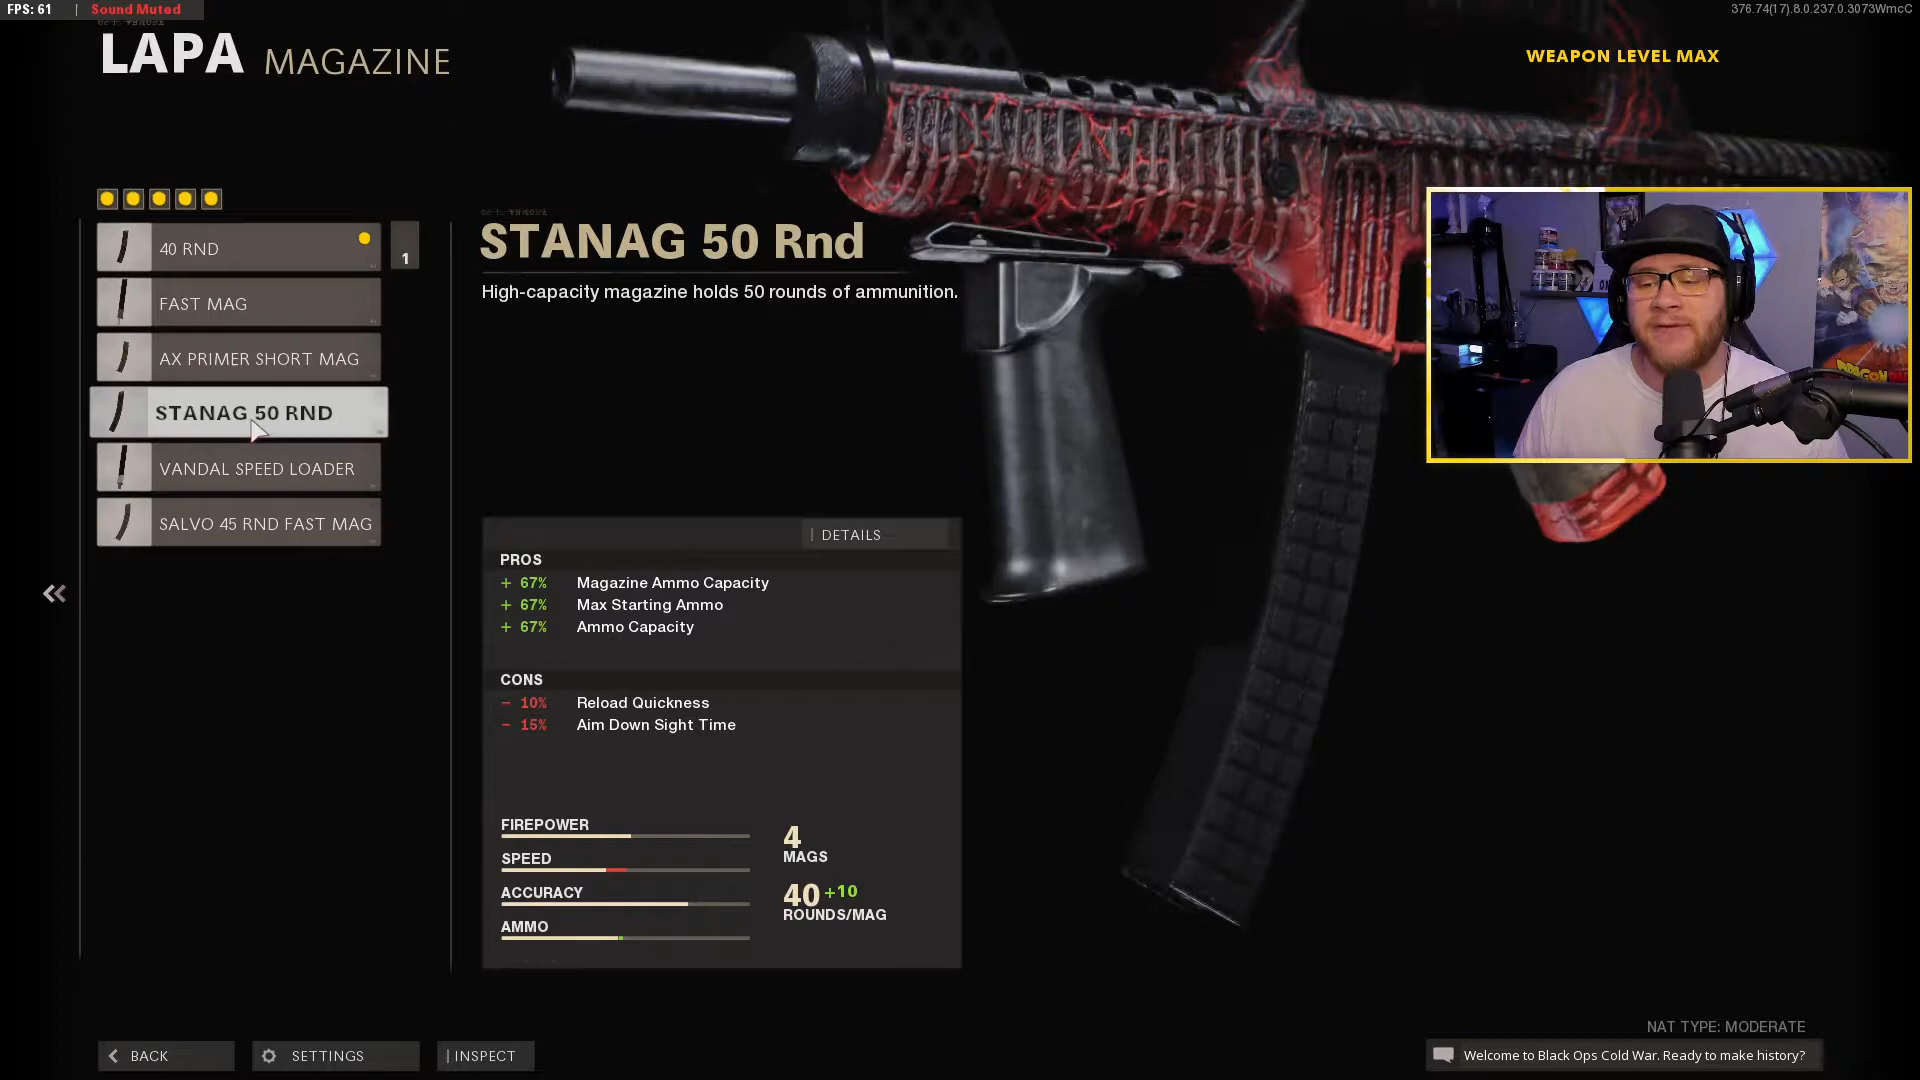 FPS: 61 | Sound Muted
376.74(17).8.0.237.0.3073WmcC
LAPA MAGAZINE
WEAPON LEVEL MAX
40 RND
1
FAST MAG
AX PRIMER SHORT MAG
STANAG 50 RND
VANDAL SPEED LOADER
SALVO 45 RND FAST MAG
STANAG 50 Rnd
High-capacity magazine holds 50 rounds of ammunition.
DETAILS
PROS
+ 67% Magazine Ammo Capacity
+ 67% Max Starting Ammo
+ 67% Ammo Capacity
CONS
- 10% Reload Quickness
- 15% Aim Down Sight Time
FIREPOWER
SPEED
ACCURACY
AMMO
4
MAGS
40 +10
ROUNDS/MAG
DRAGON
BACK
SETTINGS
INSPECT
NAT TYPE: MODERATE
Welcome to Black Ops Cold War. Ready to make history?